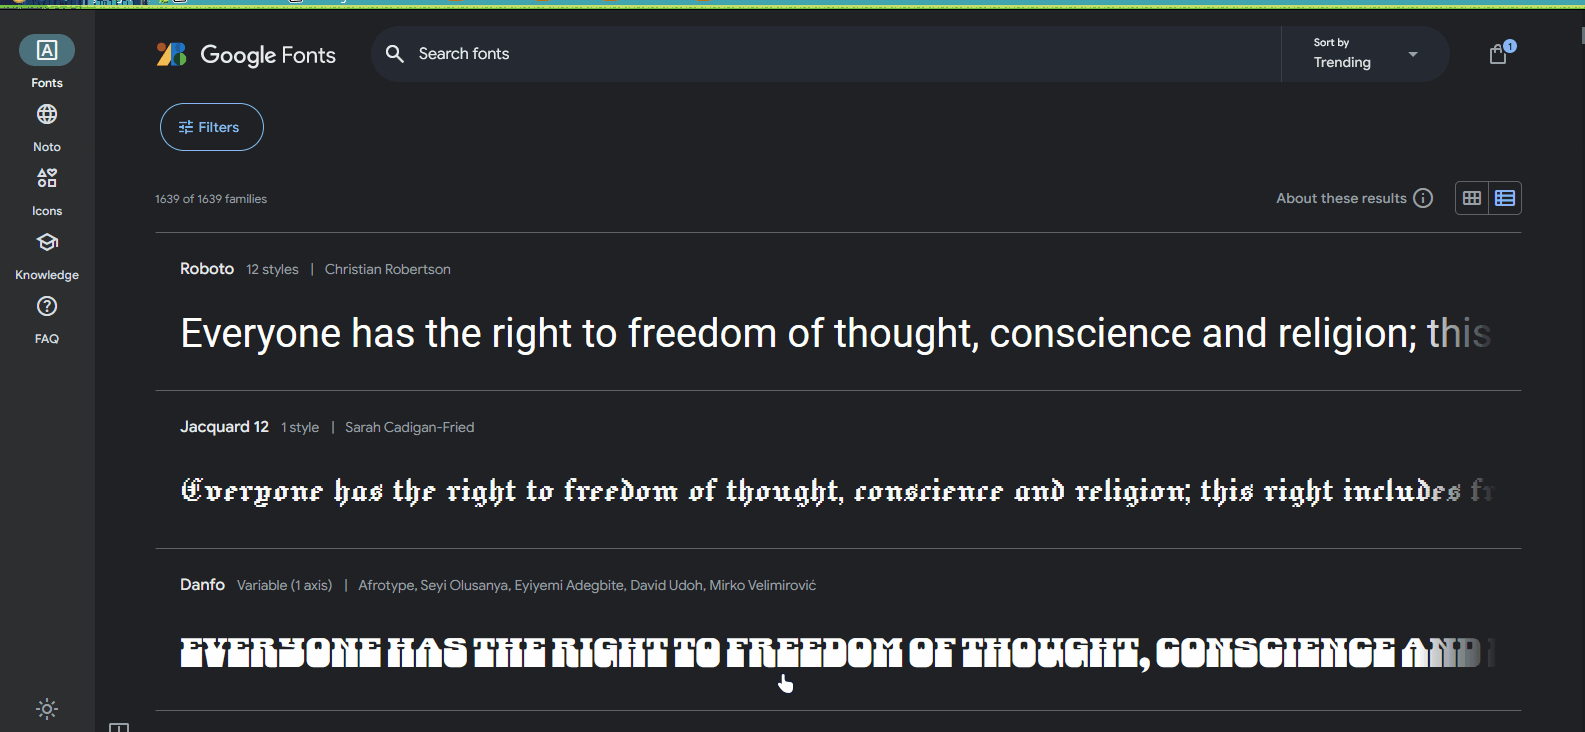 Fonts
Noto
Icons
Knowledge
FAQ
Google Fonts
Search fonts
Sort by
Trending
1
Filters
1639 of 1639 families
About these results
Roboto 12 styles | Christian Robertson
Everyone has the right to freedom of thought, conscience and religion; this
Jacquard 12 1 style | Sarah Cadigan-Fried
Everyone has the right to freedom of thought, conscience and religion; this right includes fr
Danfo Variable (1 axis) | Afrotype, Seyi Olusanya, Eyiyemi Adegbite, David Udoh, Mirko Velimirović
EVERYONE HAS THE RIGHT TO FREEDOM OF THOUGHT, CONSCIENCE AND